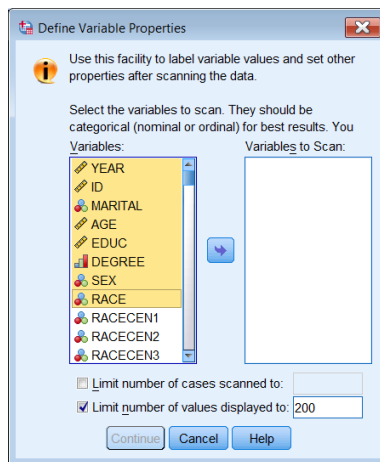 Define Variable Properties
Use this facility to label variable values and set other
properties after scanning the data.
Select the variables to scan. They should be
categorical (nominal or ordinal) for best results. You
Variables:
Variables to Scan:
YEAR
ID
MARITAL
AGE
EDUC
DEGREE
SEX
RACE
RACECEN1
RACECEN2
RACECEN3
Limit number of cases scanned to:
Limit number of values displayed to: 200
Continue Cancel Help